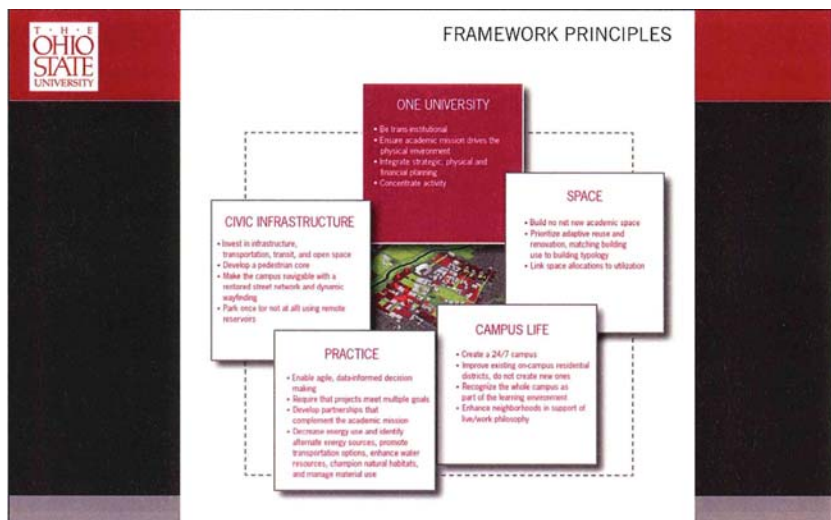 T·H·E
OHIO
STATE
UNIVERSITY
FRAMEWORK PRINCIPLES
ONE UNIVERSITY
• Be trans-institutional
• Ensure academic mission drives the
physical environment
• Integrate strategic, physical and
financial planning
• Concentrate activity
SPACE
• Build no net new academic space
• Prioritize adaptive reuse and
renovation, matching building
use to building typology
• Link space allocations to utilization
CIVIC INFRASTRUCTURE
• Invest in infrastructure,
transportation, transit, and open space
• Develop a pedestrian core
• Make the campus navigable with a
restored street network and dynamic
wayfinding
• Park once (or not at all) using remote
reservoirs
CAMPUS LIFE
• Create a 24/7 campus
• Improve existing on-campus residential
districts, do not create new ones
• Recognize the whole campus as
part of the learning environment
• Enhance neighborhoods in support of
live/work philosophy
PRACTICE
• Enable agile, data-informed decision
making
• Require that projects meet multiple goals
• Develop partnerships that
complement the academic mission
• Decrease energy use and identify
alternate energy sources, promote
transportation options, enhance water
resources, champion natural habitats,
and manage material use